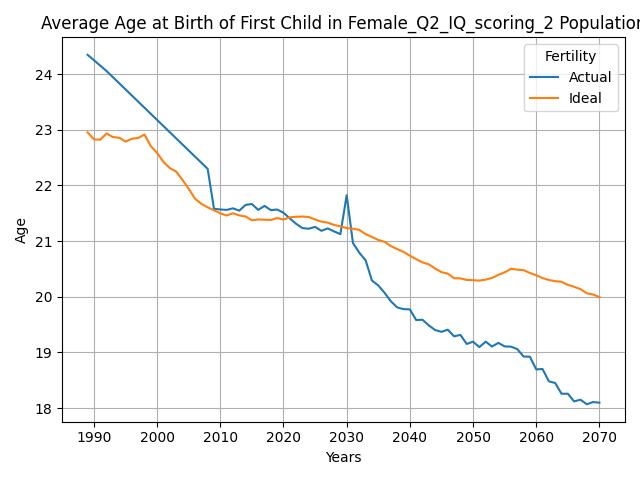 Average Age at Birth of First Child in Female_Q2_IQ_scoring_2 Population
Fertility
Actual
Ideal
Age
24
23
22
21
20
19
18
1990 2000 2010 2020 2030 2040 2050 2060 2070
Years